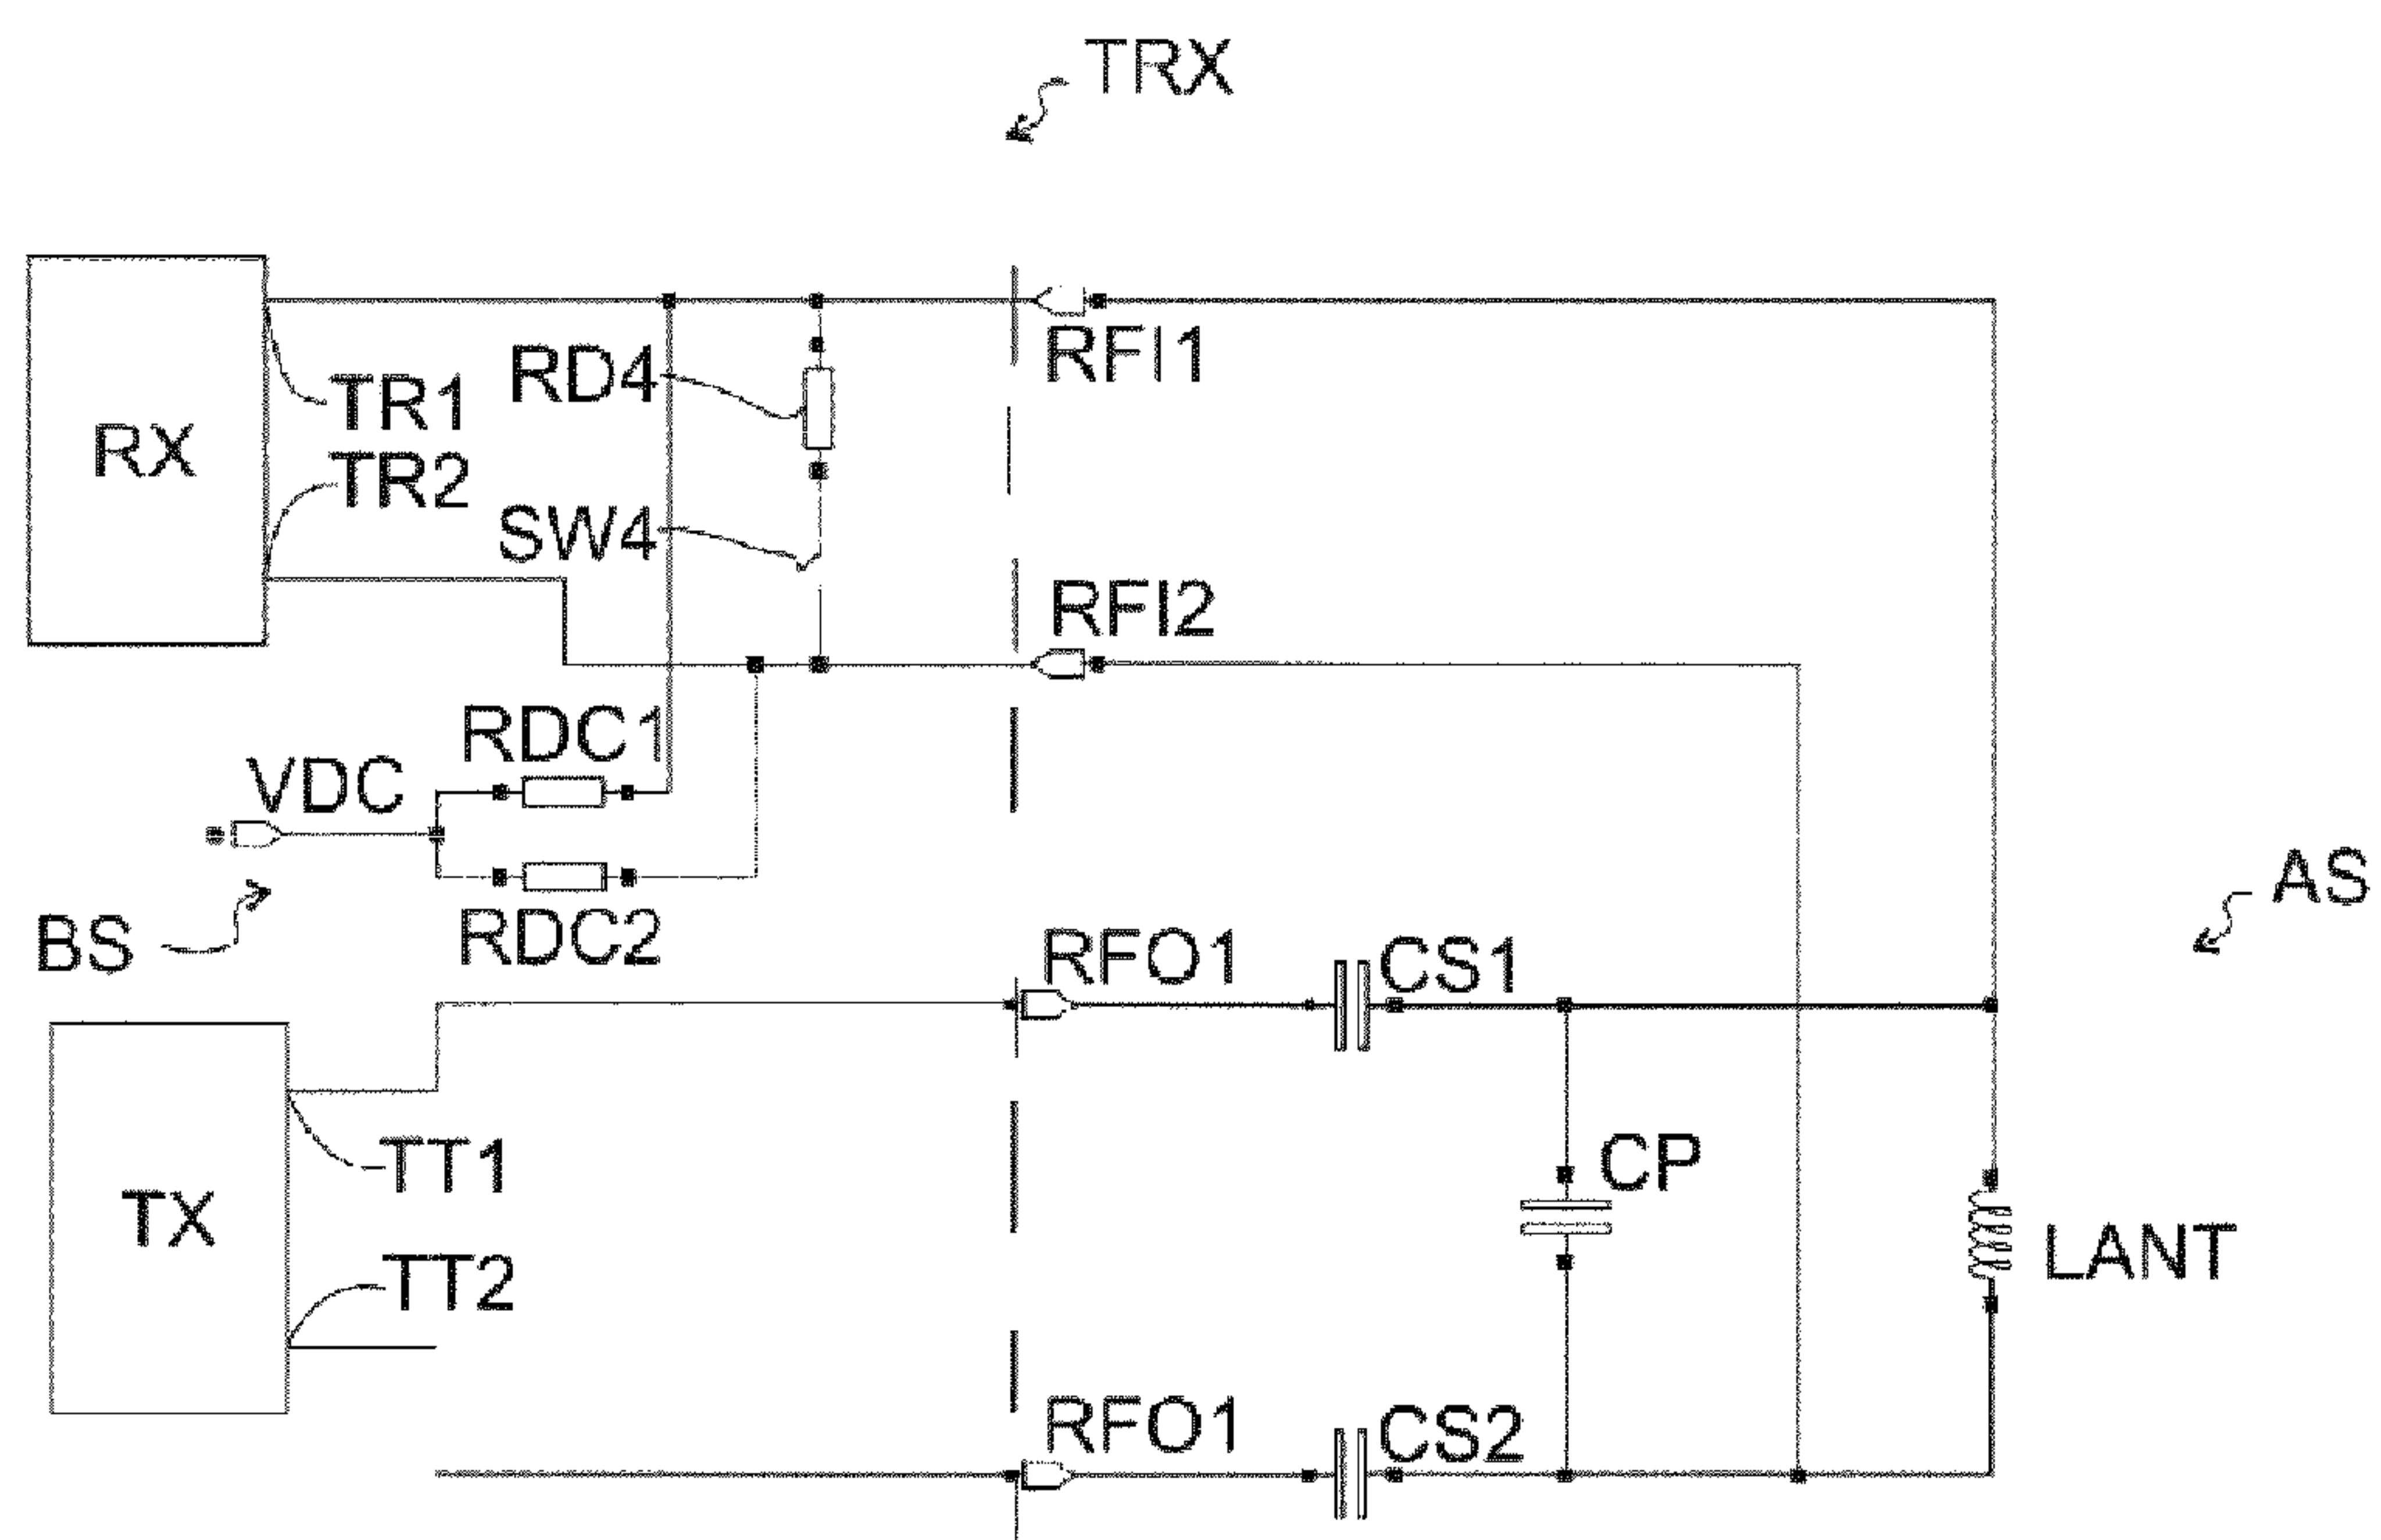 TRX
RFI1
RD4
TR1
RX
TR2
SW4
RFI2
RDC1
VDC
AS
BS
RDC2
RFO1
CS1
TT1
CP
TX
LANT
TT2
RFO1
CS2